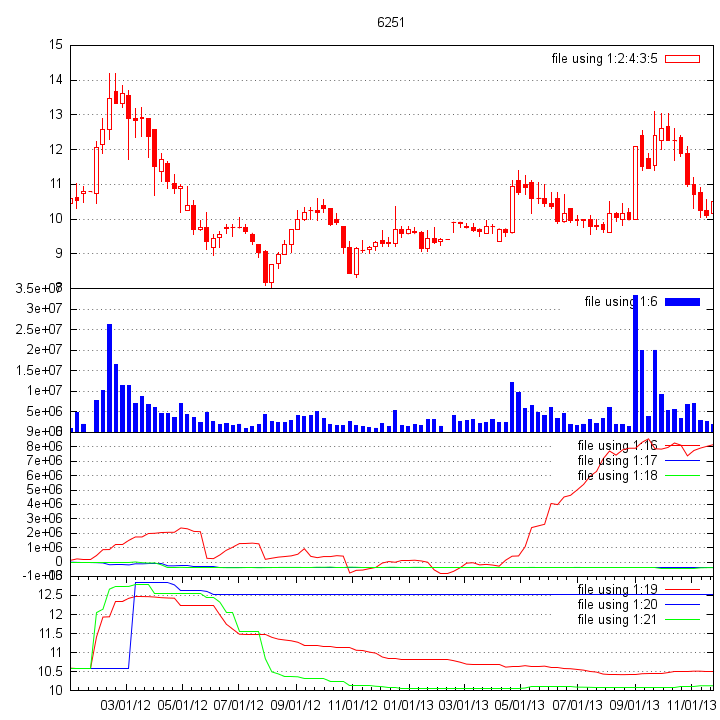 6251
15
file using 1:2:4:3:5
14
13
12
11
10
9
8
3.5e+07
file using 1:6
3e+07
2.5e+07
2e+07
1.5e+07
1e+07
5e+06
0
9e+06
file using 1:16
8e+06
file using 1:17
7e+06
file using 1:18
6e+06
5e+06
4e+06
3e+06
2e+06
1e+06
0
-1e+06
13
file using 1:19
12.5
file using 1:20
file using 1:21
12
11.5
11
10.5
10
03/01/12 05/01/12 07/01/12 09/01/12 11/01/12 01/01/13 03/01/13 05/01/13 07/01/13 09/01/13 11/01/13